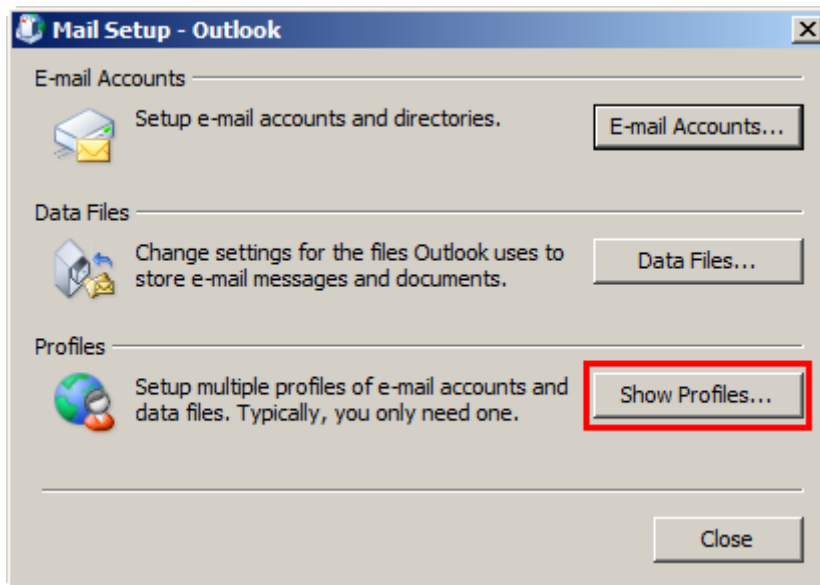 Mail Setup - Outlook
E-mail Accounts
Setup e-mail accounts and directories.
E-mail Accounts...
Data Files
Change settings for the files Outlook uses to
store e-mail messages and documents.
Data Files...
Profiles
Setup multiple profiles of e-mail accounts and
data files. Typically, you only need one.
Show Profiles...
Close